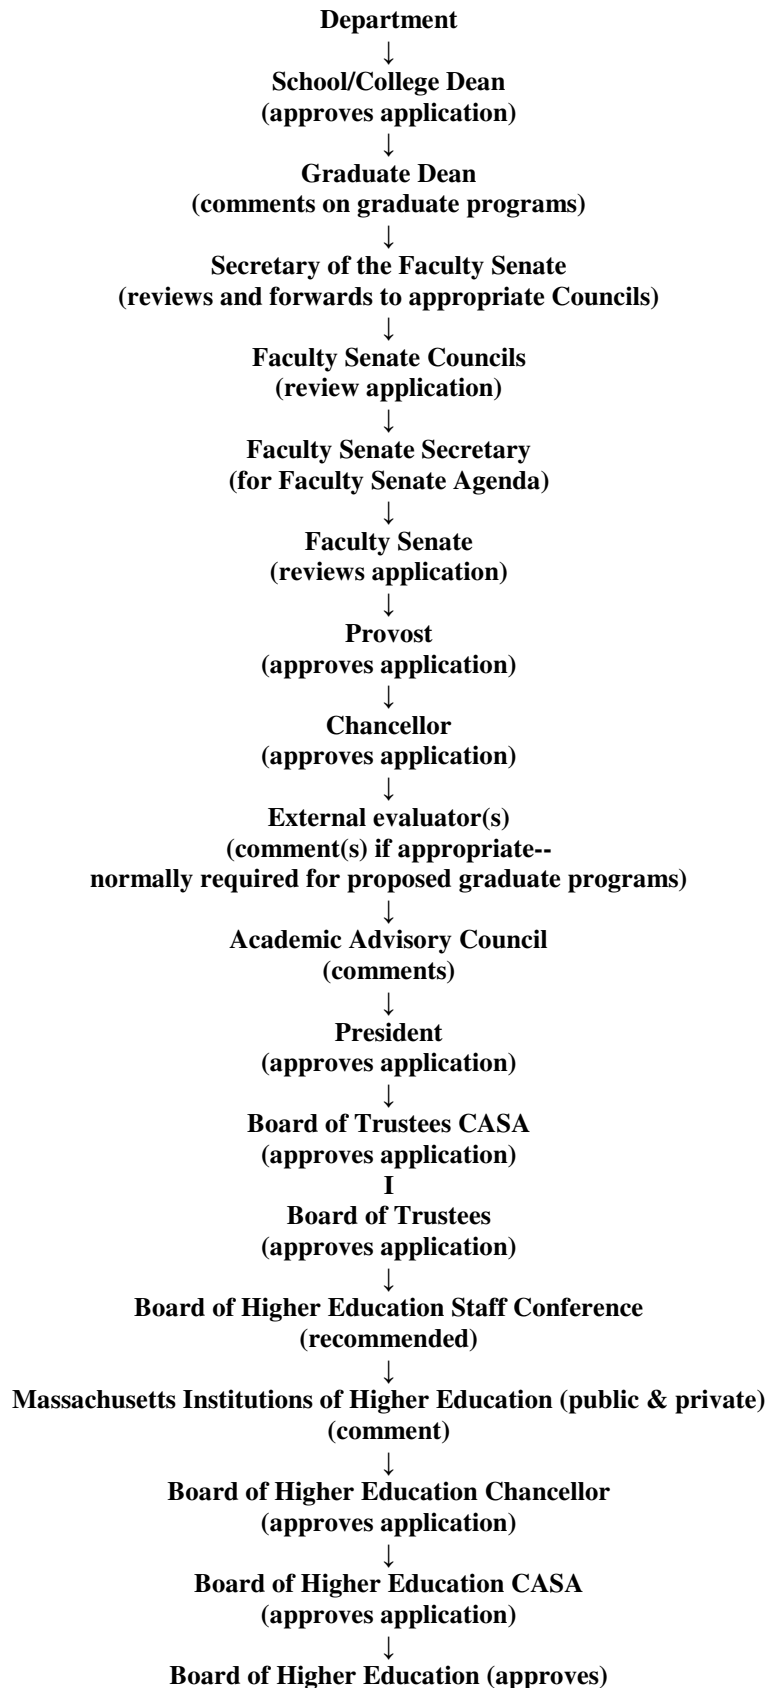 Department
↓
School/College Dean
(approves application)
↓
Graduate Dean
(comments on graduate programs)
↓
Secretary of the Faculty Senate
(reviews and forwards to appropriate Councils)
↓
Faculty Senate Councils
(review application)
↓
Faculty Senate Secretary
(for Faculty Senate Agenda)
↓
Faculty Senate
(reviews application)
↓
Provost
(approves application)
↓
Chancellor
(approves application)
↓
External evaluator(s)
(comment(s) if appropriate--
normally required for proposed graduate programs)
↓
Academic Advisory Council
(comments)
↓
President
(approves application)
↓
Board of Trustees CASA
(approves application)
I
Board of Trustees
(approves application)
↓
Board of Higher Education Staff Conference
(recommended)
↓
Massachusetts Institutions of Higher Education (public & private)
(comment)
↓
Board of Higher Education Chancellor
(approves application)
↓
Board of Higher Education CASA
(approves application)
↓
Board of Higher Education (approves)